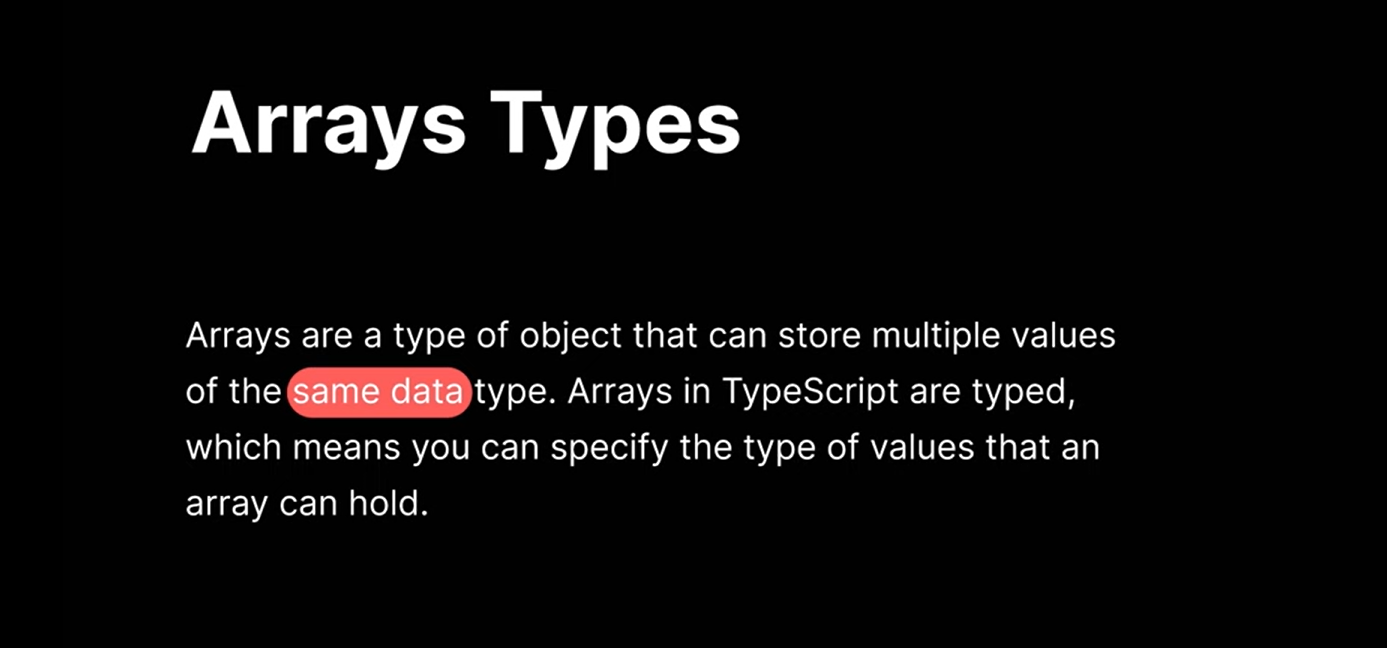 Arrays Types
Arrays are a type of object that can store multiple values
of the same data type. Arrays in TypeScript are typed,
which means you can specify the type of values that an
array can hold.